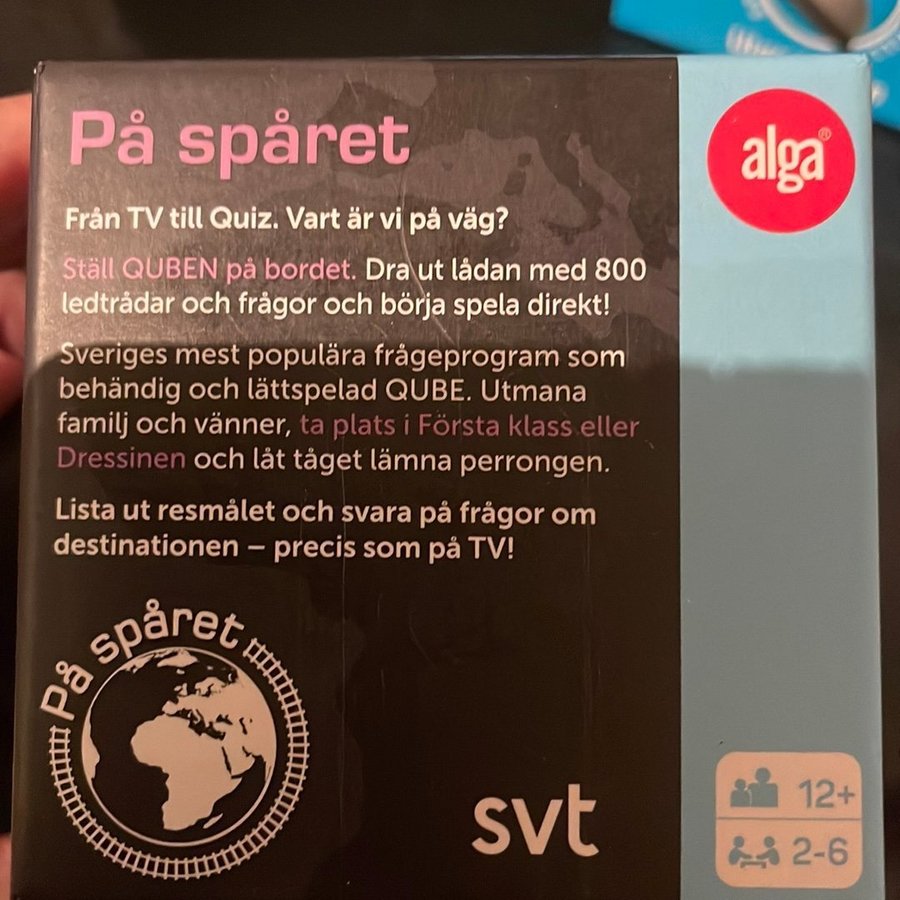 På spåret
alga®
Från TV till Quiz. Vart är vi på väg?
Ställ QUBEN på bordet. Dra ut lådan med 800
ledtrådar och frågor och börja spela direkt!
Sveriges mest populära frågeprogram som
behändig och lättspelad QUBE. Utmana
familj och vänner, ta plats i Första klass eller
Dressinen och låt tåget lämna perrongen.
Lista ut resmålet och svara på frågor om
destinationen – precis som på TV!
På spåret
svt
12+
2-6